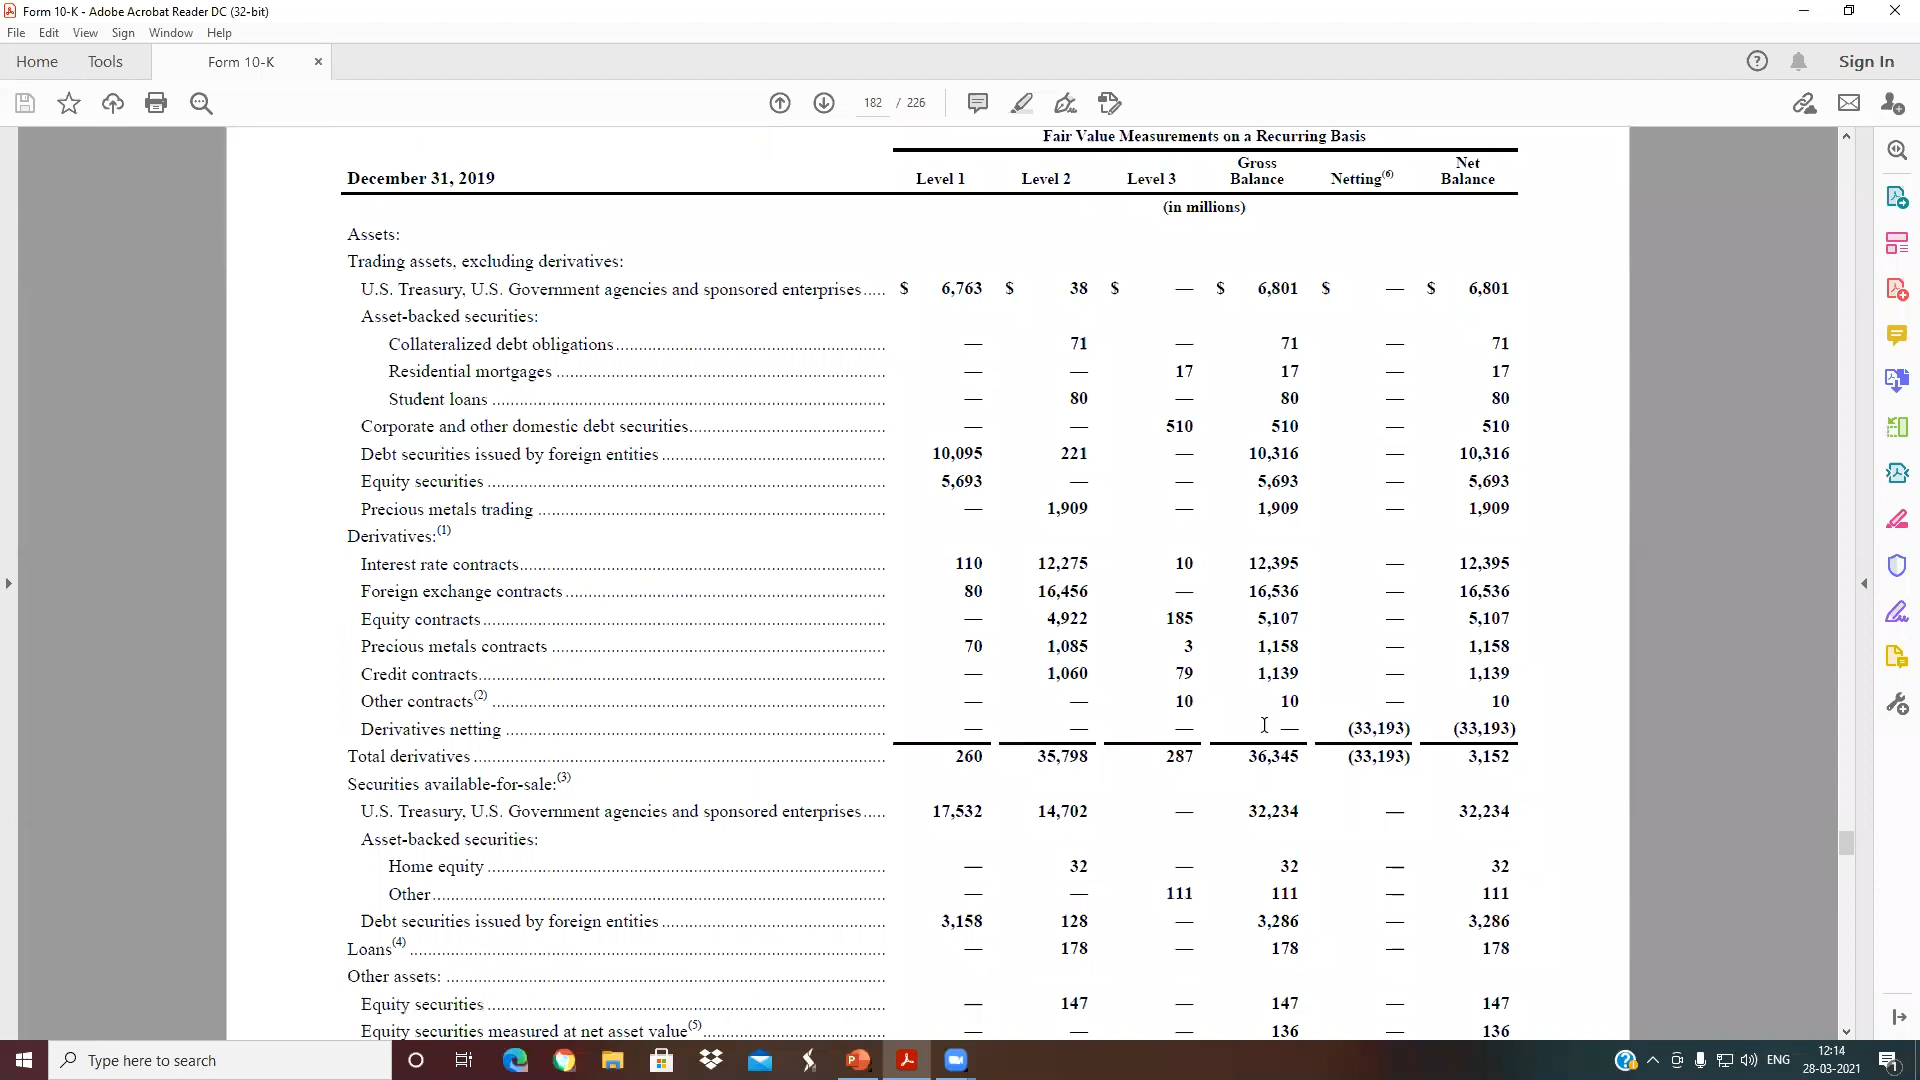 Form 10-K - Adobe Acrobat Reader DC (32-bit)
File Edit View Sign Window Help
Home Tools Form 10-K × Sign In
182 / 226
Fair Value Measurements on a Recurring Basis
December 31, 2019 Level 1 Level 2 Level 3 Gross Balance Netting(6) Net Balance
(in millions)
Assets:
Trading assets, excluding derivatives:
U.S. Treasury, U.S. Government agencies and sponsored enterprises..... $ 6,763 $ 38 $ — $ 6,801 $ — $ 6,801
Asset-backed securities:
Collateralized debt obligations — 71 — 71 — 71
Residential mortgages — — 17 17 — 17
Student loans — 80 — 80 — 80
Corporate and other domestic debt securities — — 510 510 — 510
Debt securities issued by foreign entities 10,095 221 — 10,316 — 10,316
Equity securities 5,693 — — 5,693 — 5,693
Precious metals trading — 1,909 — 1,909 — 1,909
Derivatives:(1)
Interest rate contracts 110 12,275 10 12,395 — 12,395
Foreign exchange contracts 80 16,456 — 16,536 — 16,536
Equity contracts — 4,922 185 5,107 — 5,107
Precious metals contracts 70 1,085 3 1,158 — 1,158
Credit contracts — 1,060 79 1,139 — 1,139
Other contracts(2) — — 10 10 — 10
Derivatives netting — — — — (33,193) (33,193)
Total derivatives 260 35,798 287 36,345 (33,193) 3,152
Securities available-for-sale:(3)
U.S. Treasury, U.S. Government agencies and sponsored enterprises..... 17,532 14,702 — 32,234 — 32,234
Asset-backed securities:
Home equity — 32 — 32 — 32
Other — — 111 111 — 111
Debt securities issued by foreign entities 3,158 128 — 3,286 — 3,286
Loans(4) — 178 — 178 — 178
Other assets:
Equity securities — 147 — 147 — 147
Equity securities measured at net asset value(5) — — — 136 — 136
Type here to search ENG 12:14
28-03-2021